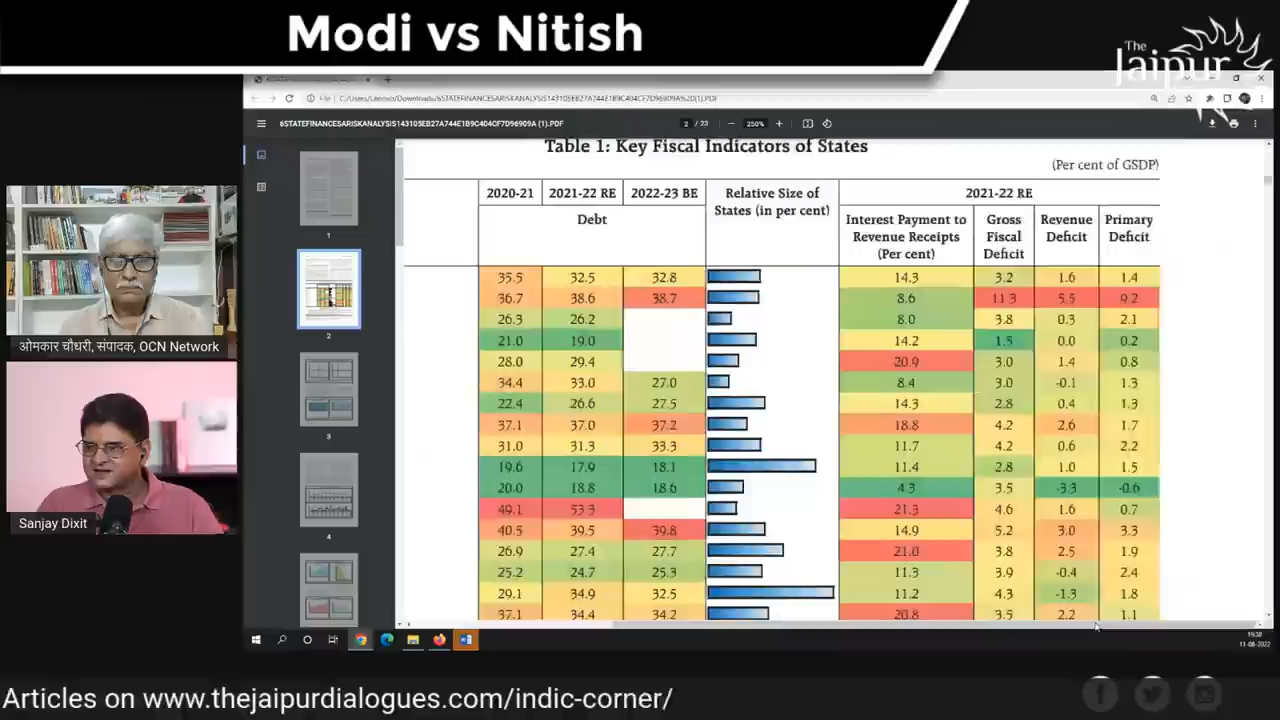 Modi vs Nitish
The
Jaipur
File
2 / 23
250%
Table 1: Key Fiscal Indicators of States
(Per cent of GSDP)
2020-21 2021-22 RE 2022-23 BE Relative Size of States (in per cent) 2021-22 RE
Debt Interest Payment to Revenue Receipts (Per cent) Gross Fiscal Deficit Revenue Deficit Primary Deficit
35.5 32.5 32.8 14.3 3.2 1.6 1.4
36.7 38.6 38.7 8.6 11.3 5.5 9.2
26.3 26.2 8.0 3.8 0.3 2.1
21.0 19.0 14.2 1.5 0.0 0.2
28.0 29.4 20.9 3.0 1.4 0.8
34.4 33.0 27.0 8.4 3.0 -0.1 1.3
22.4 26.6 27.5 14.3 2.8 0.4 1.3
37.1 37.0 37.2 18.8 4.2 2.6 1.7
31.0 31.3 33.3 11.7 4.2 0.6 2.2
19.6 17.9 18.1 11.4 2.8 1.0 1.5
20.0 18.8 18.6 4.3 3.5 -3.3 -0.6
49.1 53.3 21.3 4.6 1.6 0.7
40.5 39.5 39.8 14.9 5.2 3.0 3.3
26.9 27.4 27.7 21.0 3.8 2.5 1.9
25.2 24.7 25.3 11.3 3.9 -0.4 2.4
29.1 34.9 32.5 11.2 4.3 -1.3 1.8
37.1 34.4 34.2 20.8 3.5 2.2 1.1
1
2
3
4
ओमकार चौधरी, संपादक, OCN Network
Sanjay Dixit
19:38
11-08-2022
Articles on www.thejaipurdialogues.com/indic-corner/